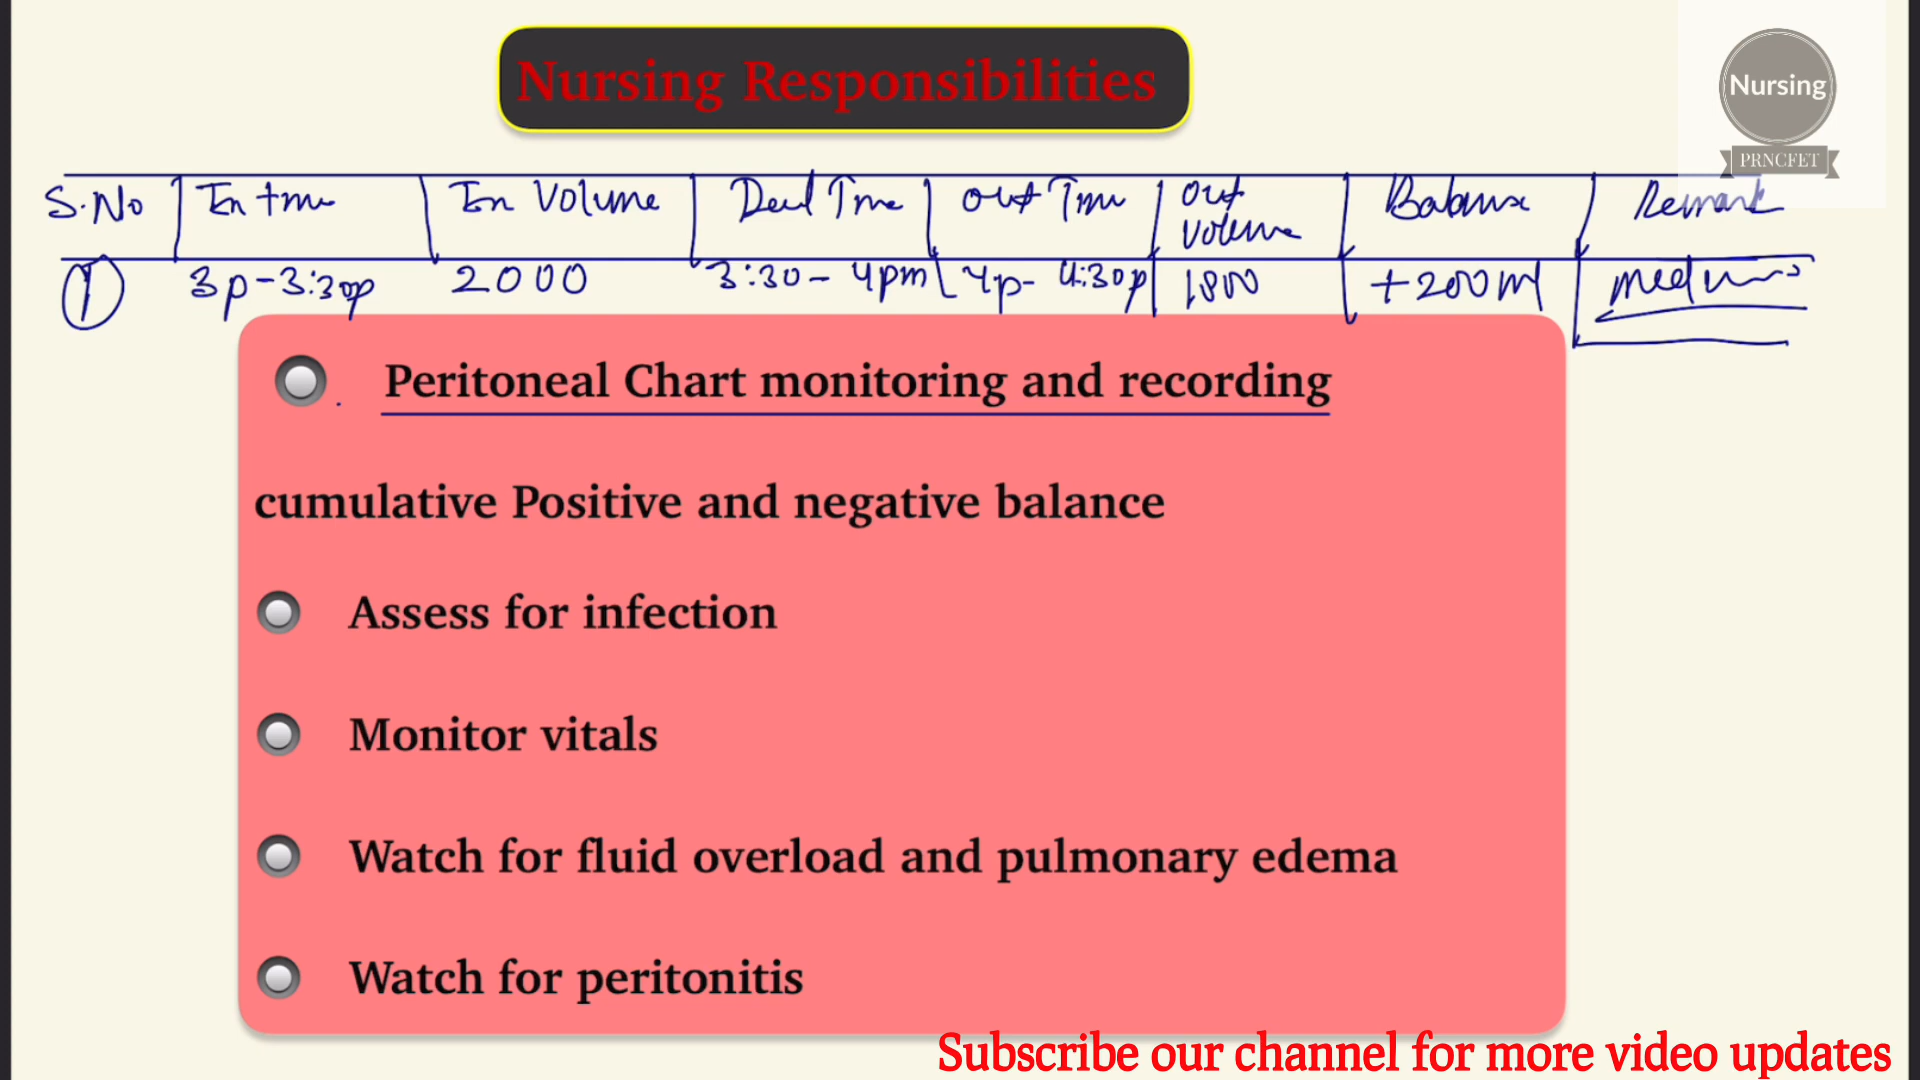 Nursing Responsibilities
Nursing
PRNCFET
S.No In time In Volume Time out Time out volume Balance Remark
1 3p-3:30p 2000 3:30-4pm 4p-4:30p 1800 +200ml
Peritoneal Chart monitoring and recording
cumulative Positive and negative balance
Assess for infection
Monitor vitals
Watch for fluid overload and pulmonary edema
Watch for peritonitis
Subscribe our channel for more video updates